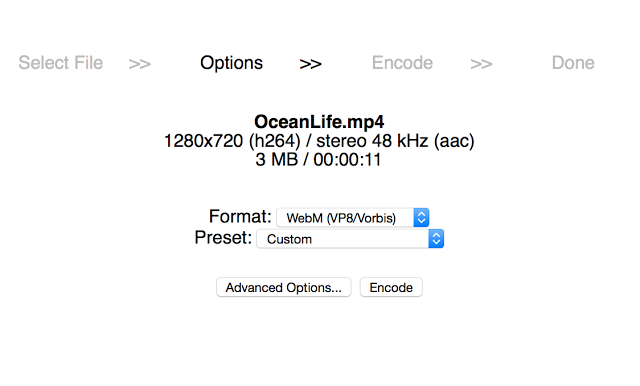 Select File >> Options >> Encode >> Done
OceanLife.mp4
1280x720 (h264) / stereo 48 kHz (aac)
3 MB / 00:00:11
Format: WebM (VP8/Vorbis)
Preset: Custom
Advanced Options... Encode